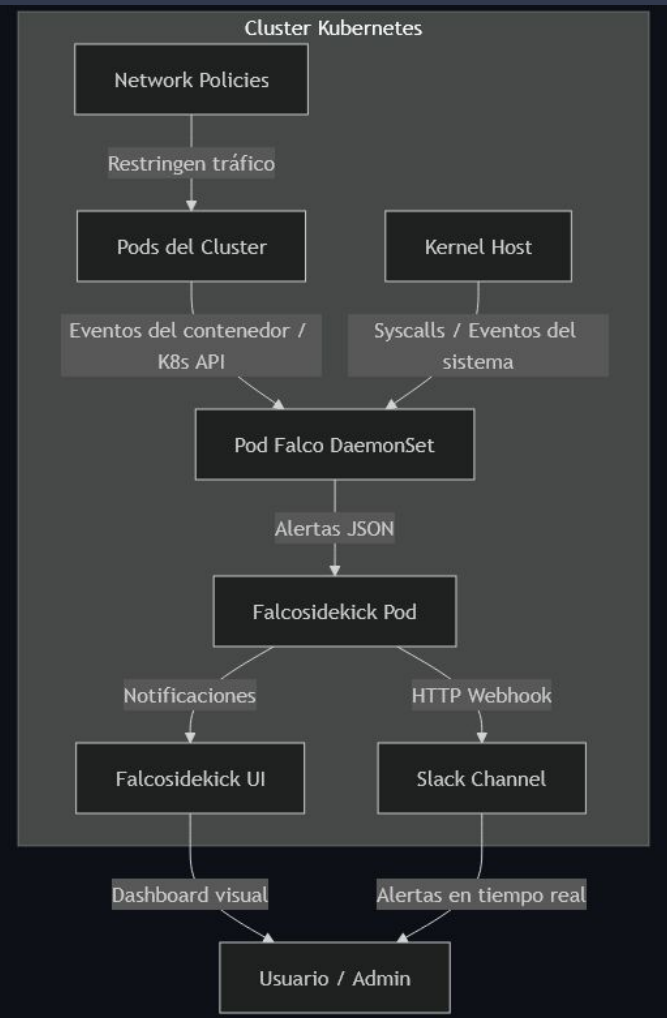 Cluster Kubernetes
Network Policies
Restringen tráfico
Pods del Cluster
Kernel Host
Eventos del contenedor /
K8s API
Syscalls / Eventos del
sistema
Pod Falco DaemonSet
Alertas JSON
Falcosidekick Pod
Notificaciones
HTTP Webhook
Falcosidekick UI
Slack Channel
Dashboard visual
Alertas en tiempo real
Usuario / Admin